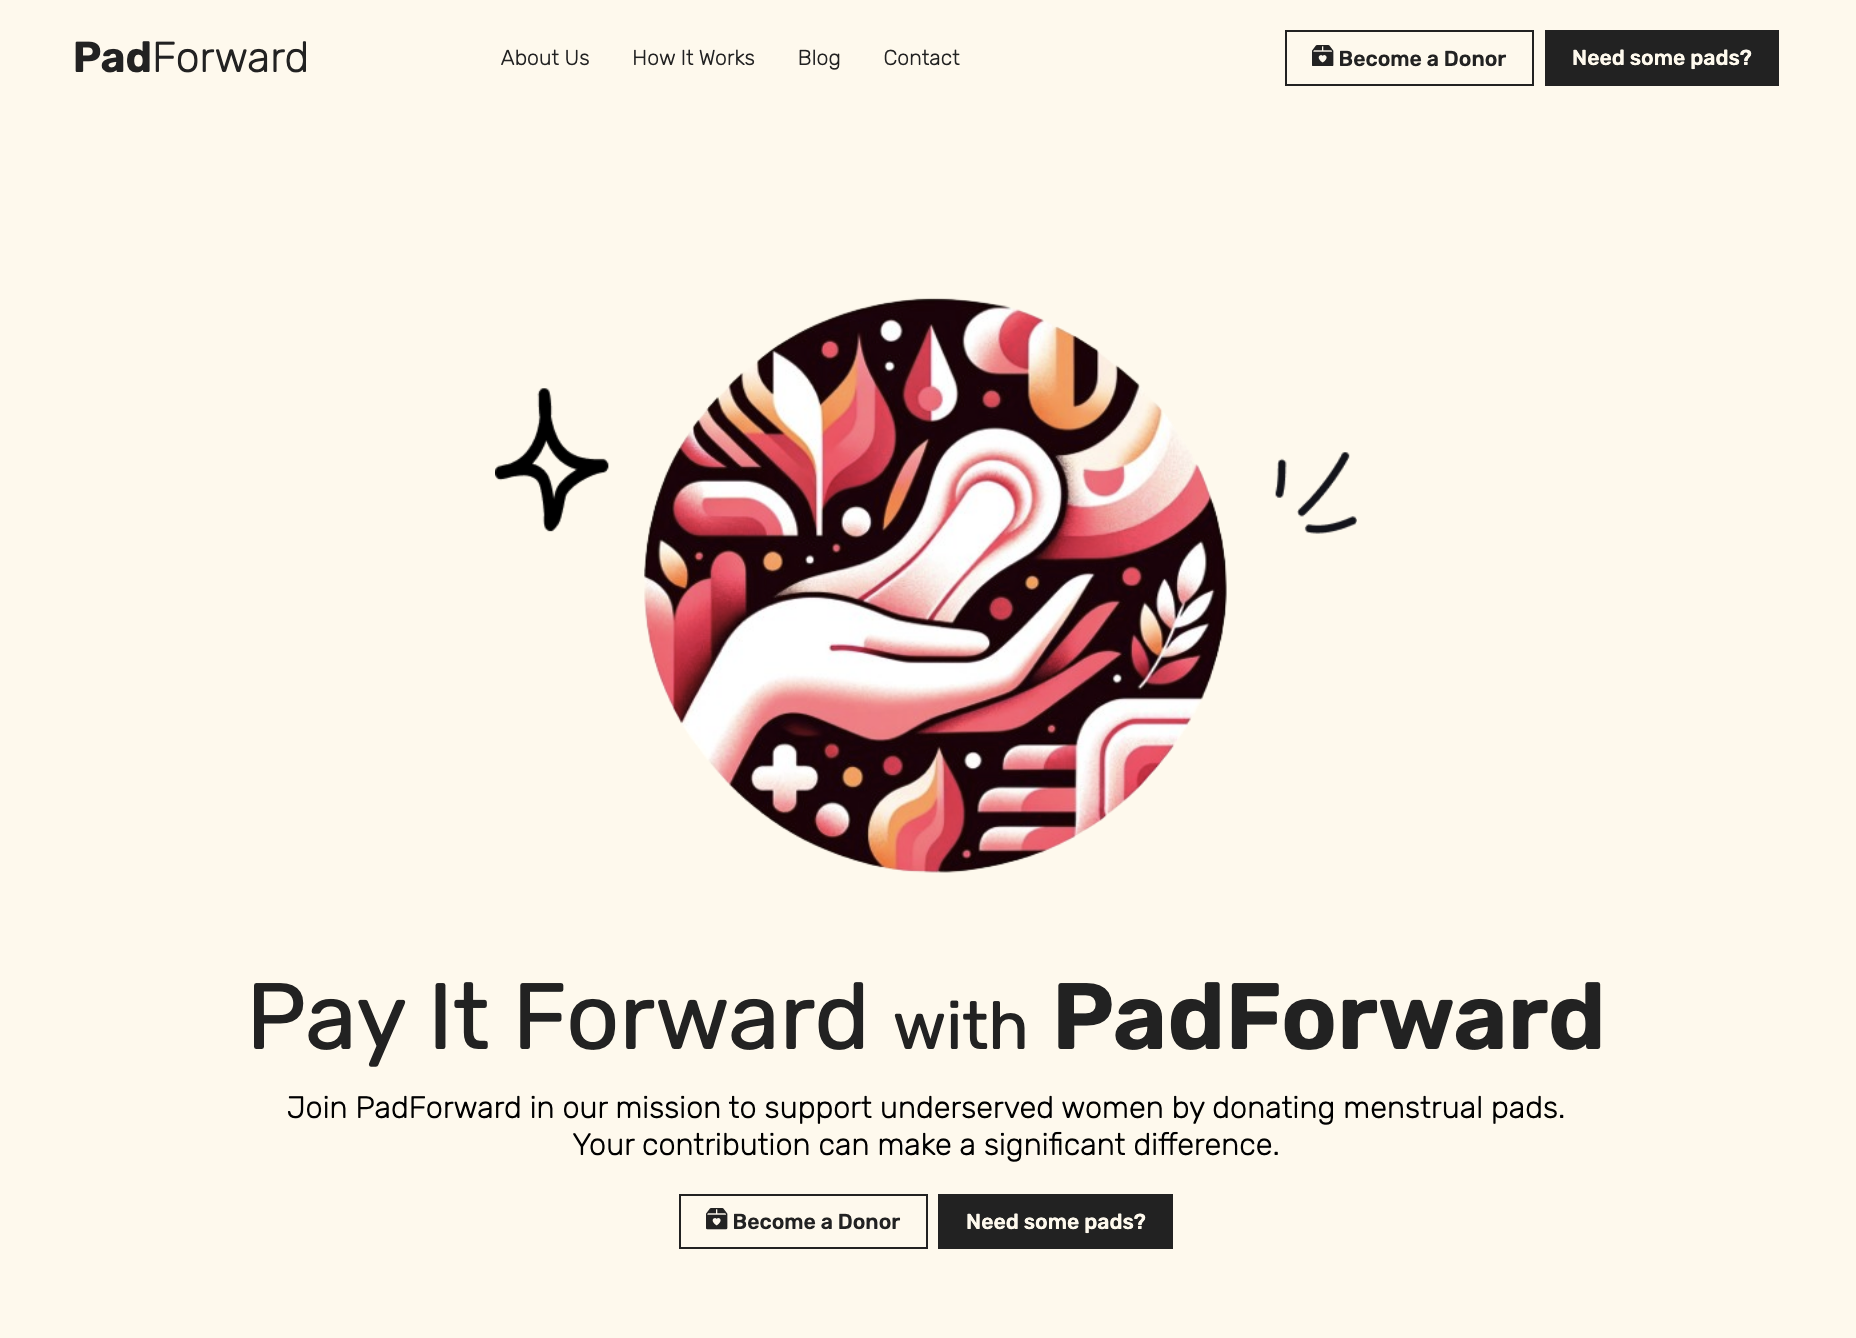 PadForward
About Us
How It Works
Blog
Contact
Become a Donor
Need some pads?
Pay It Forward with PadForward
Join PadForward in our mission to support underserved women by donating menstrual pads.
Your contribution can make a significant difference.
Become a Donor
Need some pads?